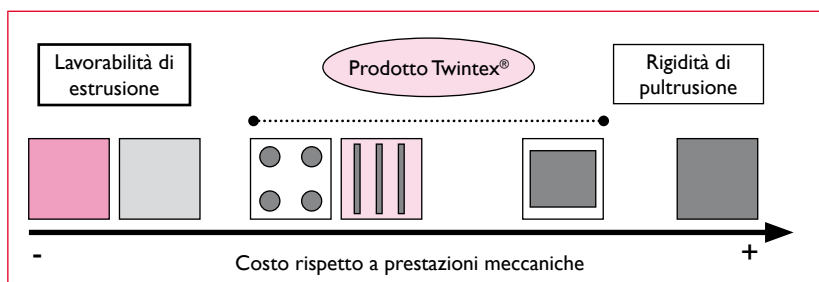 Lavorabilità di
estrusione
Prodotto Twintex®
Rigidità di
pultrusione
-
+
Costo rispetto a prestazioni meccaniche